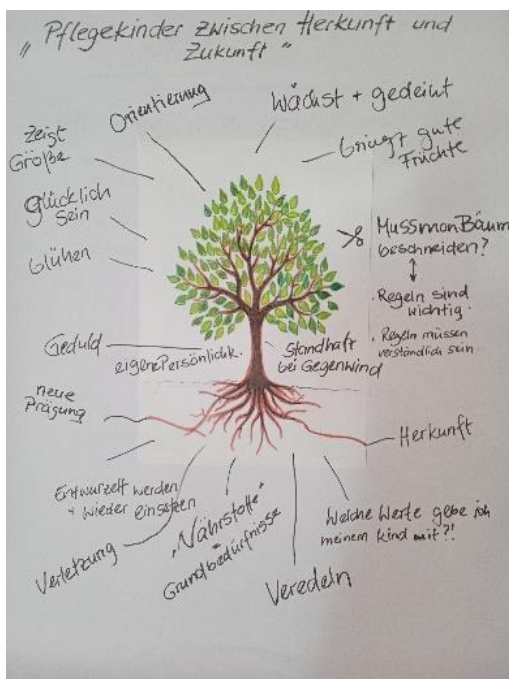 „Pflegekinder zwischen Herkunft und
Zukunft“
Orientierung
Wächst + gedeiht
Zeigt
Größe
bringt gute
Früchte
glücklich
sein
Muss man Bäum
beschneiden?
blühen
. Regeln sind
wichtig.
. Regeln müssen
verständlich sein
Geduld
eigene Persönlichk.
Standhaft
bei Gegenwind
neue
Prägung
Herkunft
Entwurzelt werden
+ wieder einsetzen
„Nährstoffe“
=
Grundbedürfnisse
Welche Werte gebe ich
meinem Kind mit?!
Verletzung
Veredeln